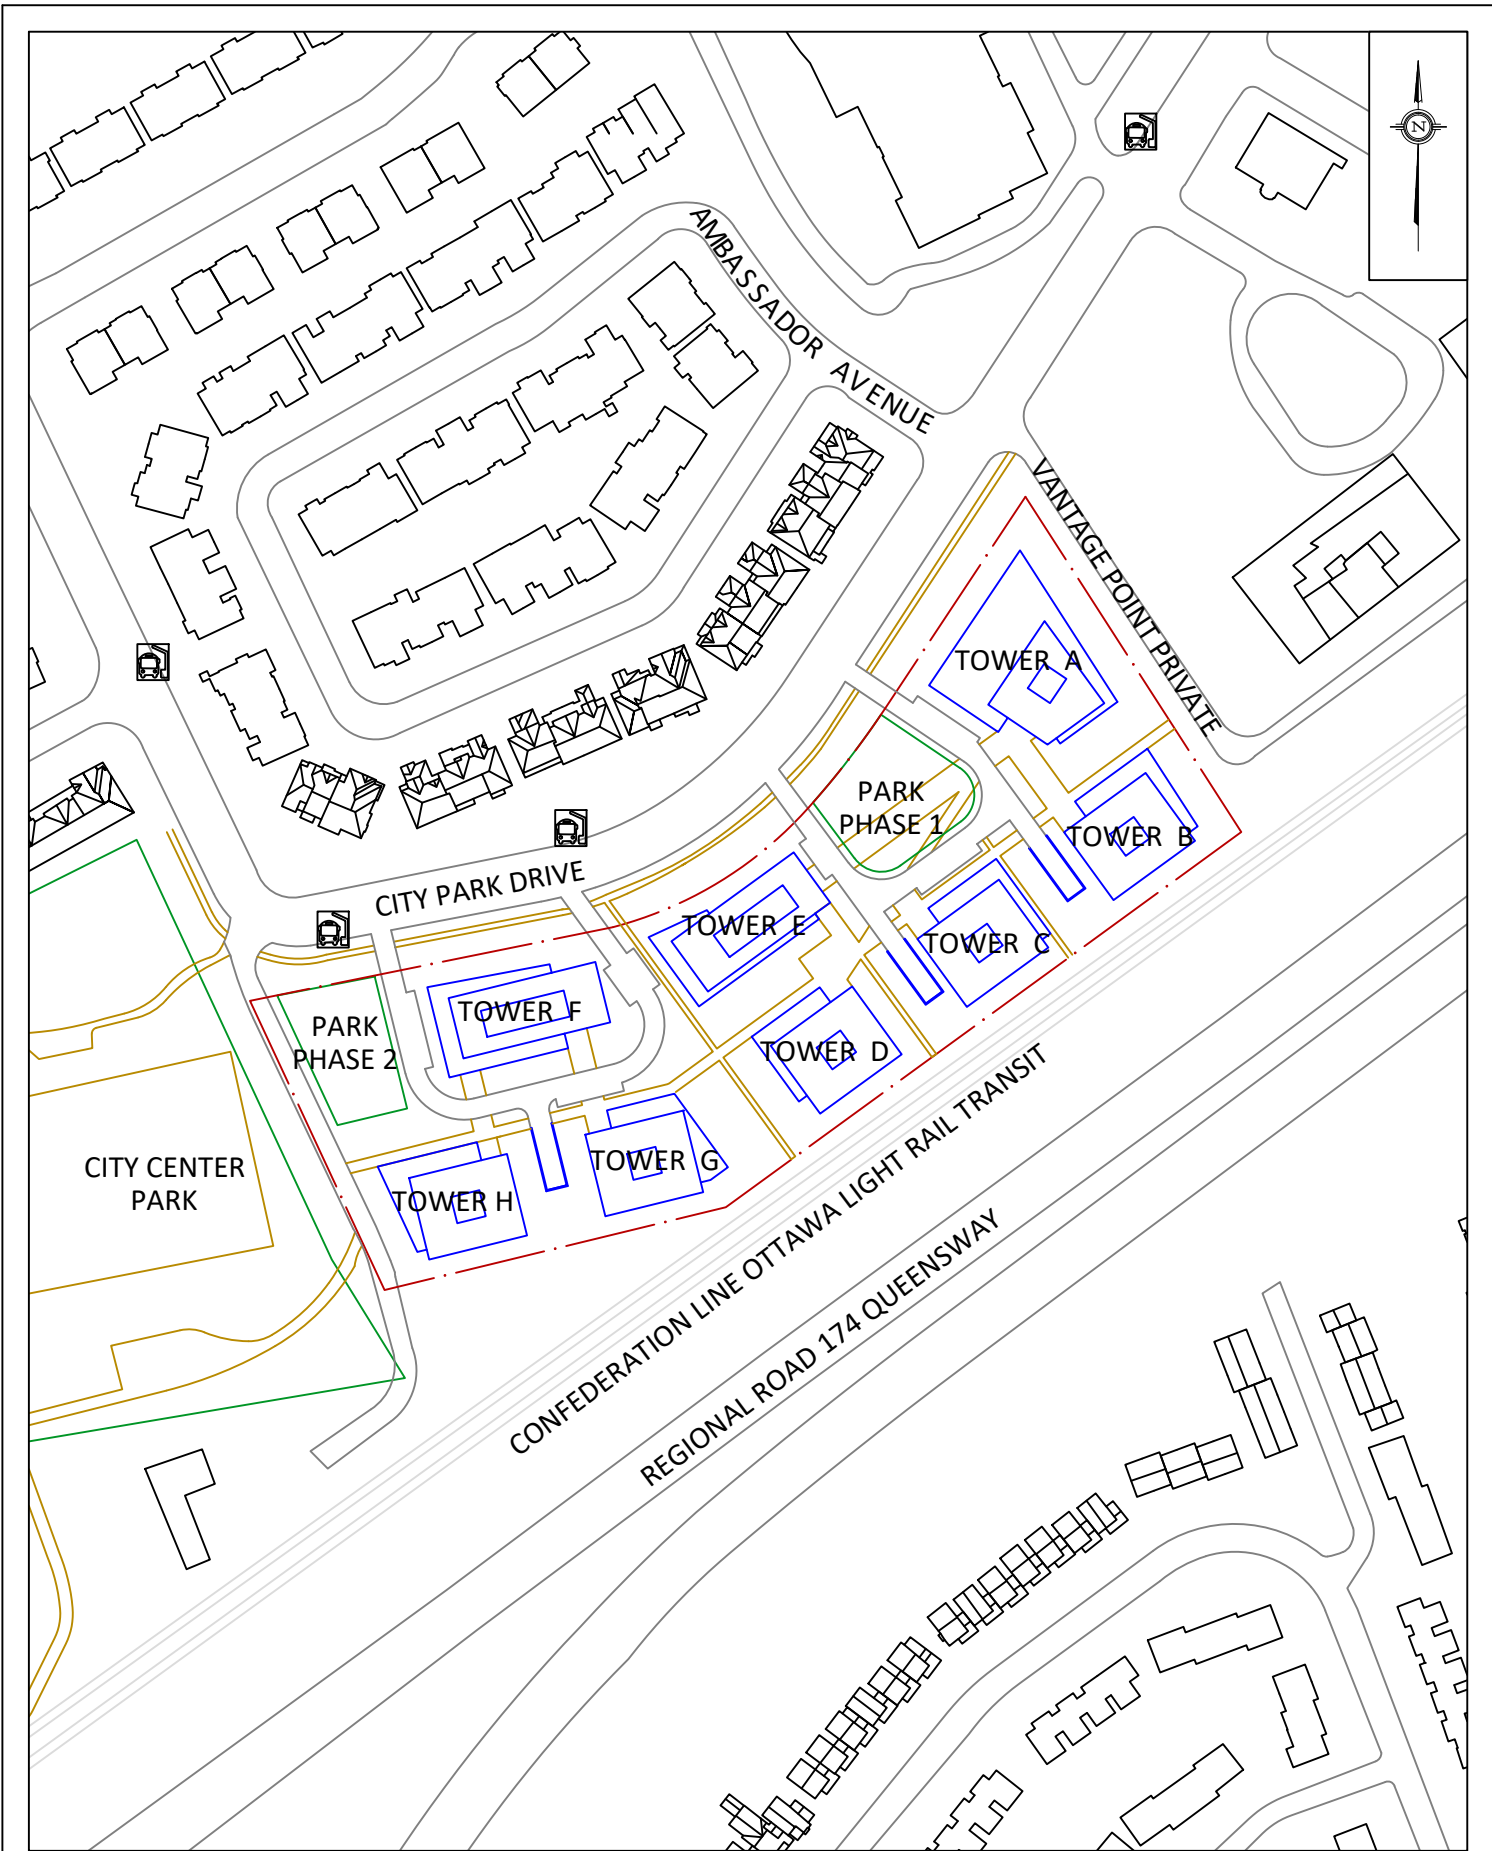 N
AMBASSADOR AVENUE
VANTAGE POINT PRIVATE
TOWER A
PARK
PHASE 1
TOWER B
CITY PARK DRIVE
TOWER E
TOWER C
TOWER F
PARK
PHASE 2
TOWER D
CITY CENTER
PARK
TOWER G
TOWER H
CONFEDERATION LINE OTTAWA LIGHT RAIL TRANSIT
REGIONAL ROAD 174 QUEENSWAY